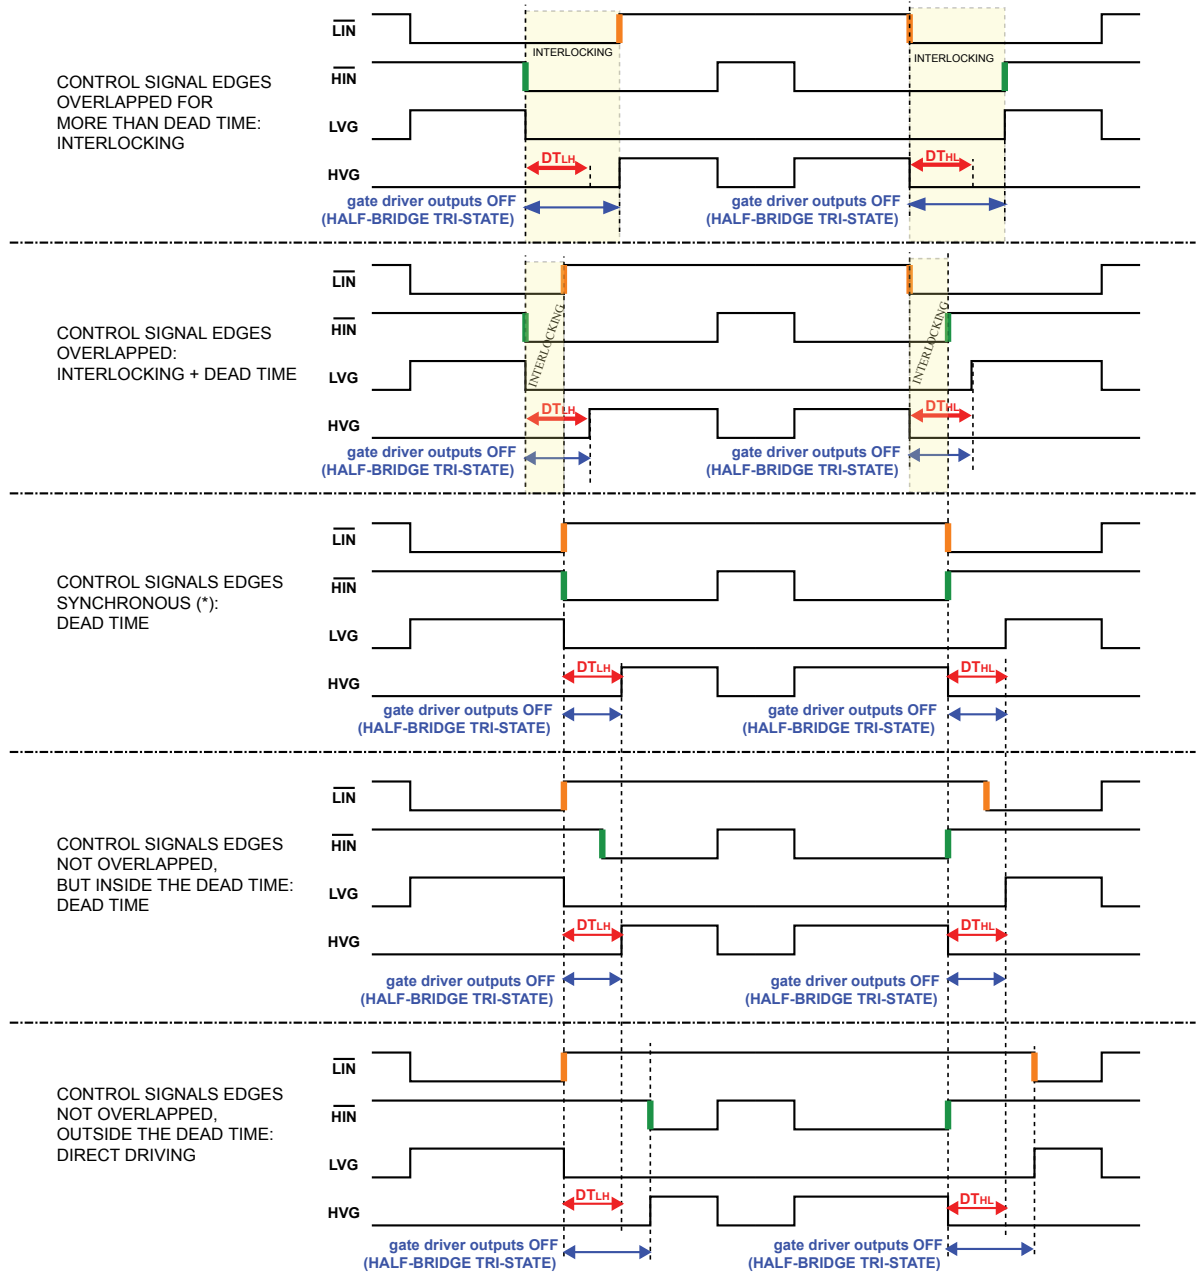 LIN
INTERLOCKING
INTERLOCKING
HIN
CONTROL SIGNAL EDGES
OVERLAPPED FOR
MORE THAN DEAD TIME:
INTERLOCKING
LVG
DTLH
DTHL
HVG
gate driver outputs OFF
(HALF-BRIDGE TRI-STATE)
gate driver outputs OFF
(HALF-BRIDGE TRI-STATE)
LIN
INTERLOCKING
INTERLOCKING
HIN
CONTROL SIGNAL EDGES
OVERLAPPED:
INTERLOCKING + DEAD TIME
LVG
DTLH
DTHL
HVG
gate driver outputs OFF
(HALF-BRIDGE TRI-STATE)
gate driver outputs OFF
(HALF-BRIDGE TRI-STATE)
LIN
HIN
CONTROL SIGNALS EDGES
SYNCHRONOUS (*):
DEAD TIME
LVG
DTLH
DTHL
HVG
gate driver outputs OFF
(HALF-BRIDGE TRI-STATE)
gate driver outputs OFF
(HALF-BRIDGE TRI-STATE)
LIN
HIN
CONTROL SIGNALS EDGES
NOT OVERLAPPED,
BUT INSIDE THE DEAD TIME:
DEAD TIME
LVG
DTLH
DTHL
HVG
gate driver outputs OFF
(HALF-BRIDGE TRI-STATE)
gate driver outputs OFF
(HALF-BRIDGE TRI-STATE)
LIN
HIN
CONTROL SIGNALS EDGES
NOT OVERLAPPED,
OUTSIDE THE DEAD TIME:
DIRECT DRIVING
LVG
DTLH
DTHL
HVG
gate driver outputs OFF
(HALF-BRIDGE TRI-STATE)
gate driver outputs OFF
(HALF-BRIDGE TRI-STATE)